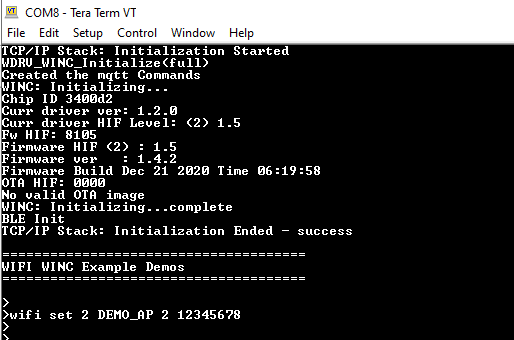 COM8 - Tera Term VT
File Edit Setup Control Window Help
TCP/IP Stack: Initialization Started
WDRU_WINC_Initialize(full)
Created the mqtt Commands
WINC: Initializing...
Chip ID 3400d2
Curr driver ver: 1.2.0
Curr driver HIF Level: (2) 1.5
Fw HIF: 8105
Firmware HIF (2) : 1.5
Firmware ver   : 1.4.2
Firmware Build Dec 21 2020 Time 06:19:58
OTA HIF: 0000
No valid OTA image
WINC: Initializing...complete
BLE Init
TCP/IP Stack: Initialization Ended - success
======================================
WIFI WINC Example Demos
======================================
>
>wifi set 2 DEMO_AP 2 12345678
>
>